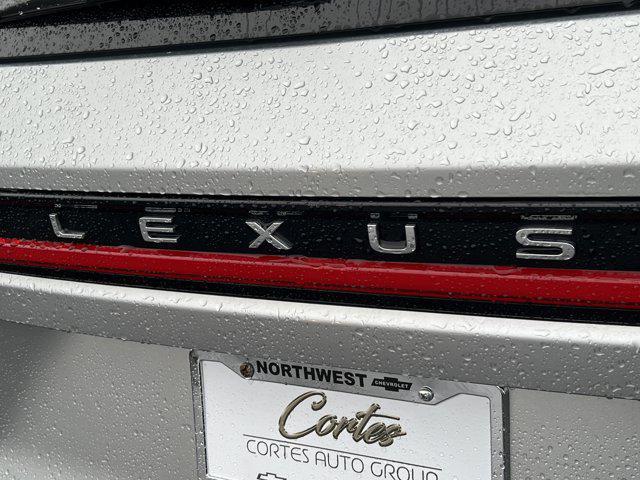 LEXUS
NORTHWEST CHEVROLET
Cortes
CORTES AUTO GROUP